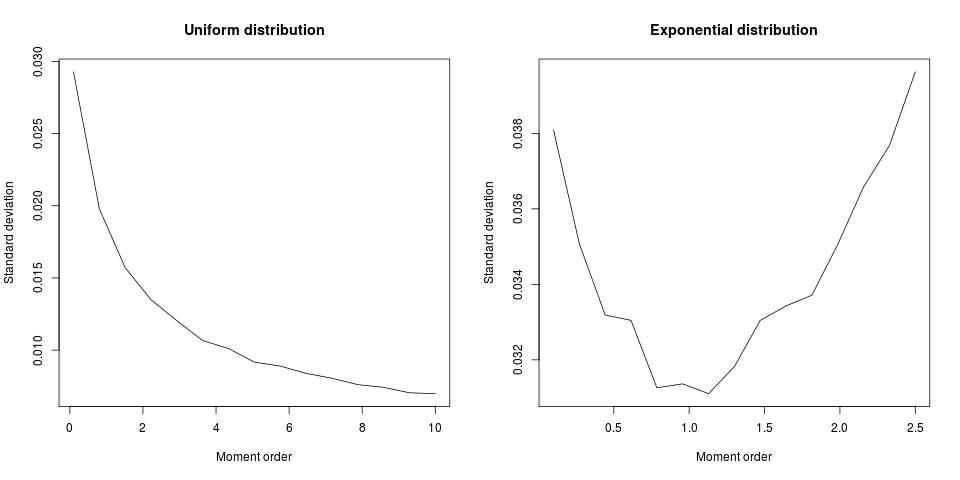 Uniform distribution
Standard deviation
0.030
0.025
0.020
0.015
0.010
0 2 4 6 8 10
Moment order
Exponential distribution
Standard deviation
0.038
0.036
0.034
0.032
0.5 1.0 1.5 2.0 2.5
Moment order